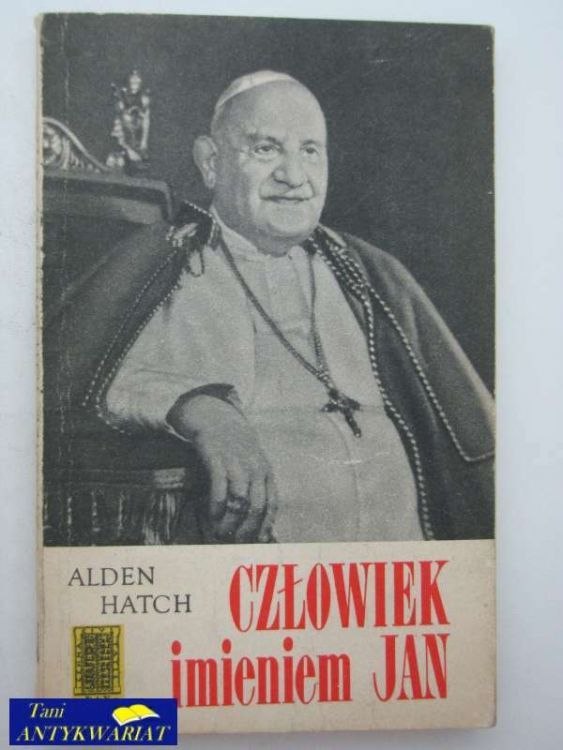 ALDEN
HATCH
CZŁOWIEK
imieniem JAN
Tani
ANTYKWARIAT